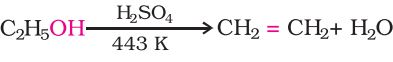 C₂H₅OH H₂SO₄ 443 K → CH₂ = CH₂ + H₂O